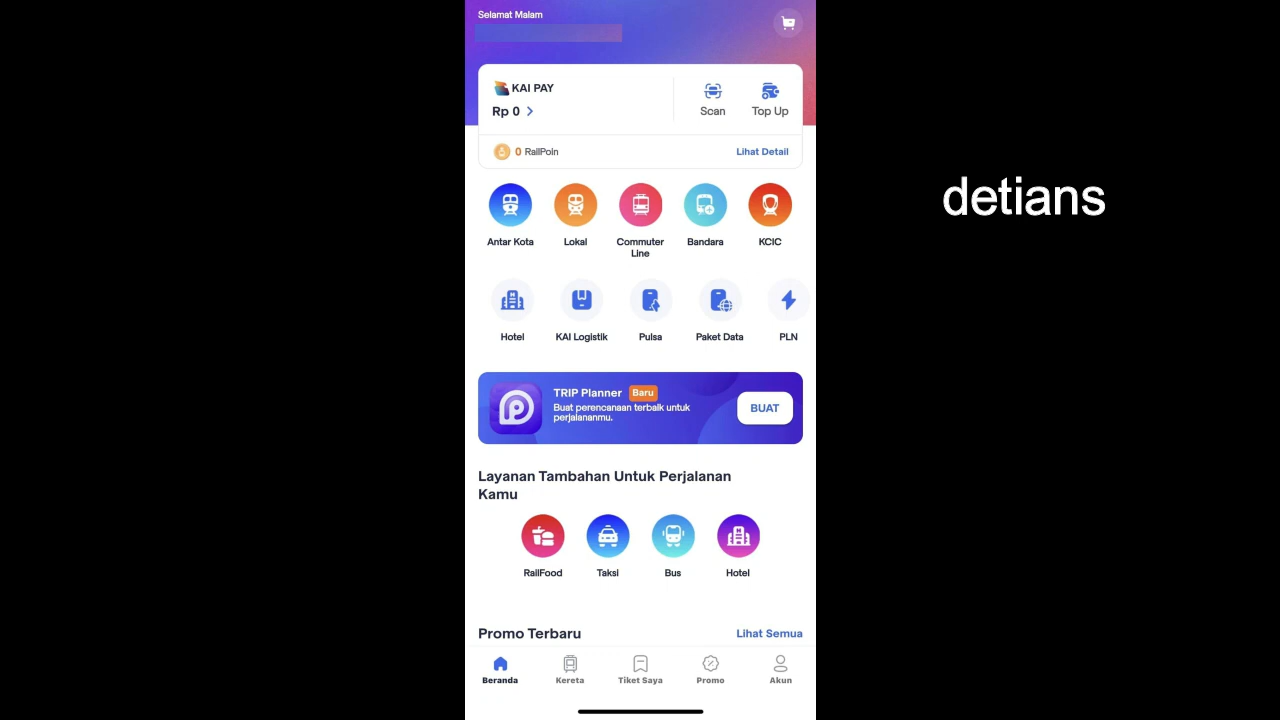 Selamat Malam
KAI PAY
Rp 0
Scan
Top Up
0 RailPoin
Lihat Detail
detians
Antar Kota
Lokal
Commuter
Line
Bandara
KCIC
Hotel
KAI Logistik
Pulsa
Paket Data
PLN
TRIP Planner
Baru
Buat perencanaan terbaik untuk
perjalananmu.
BUAT
Layanan Tambahan Untuk Perjalanan
Kamu
RailFood
Taksi
Bus
Hotel
Promo Terbaru
Lihat Semua
Beranda
Kereta
Tiket Saya
Promo
Akun